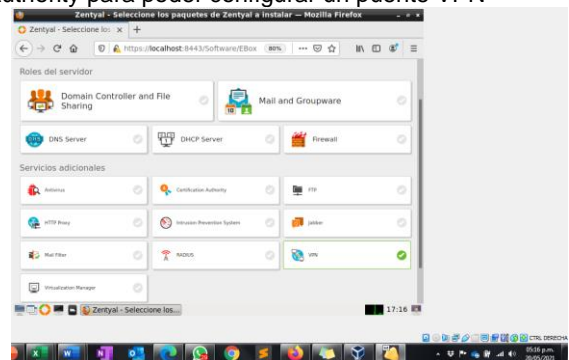 authority para poder configurar un puente VPN
Zentyal - Seleccione los paquetes de Zentyal a instalar — Mozilla Firefox
Zentyal - Seleccione los
https://localhost:8443/Software/EBox
80%
Roles del servidor
Domain Controller and File Sharing
Mail and Groupware
DNS Server
DHCP Server
Firewall
Servicios adicionales
Antivirus
Certification Authority
FTP
HTTP Proxy
Intrusion Prevention System
Jabber
Mail Filter
RADIUS
VPN
Virtualization Manager
Zentyal - Seleccione los...
17:16
CTRL DERECHA
05:16 p.m.
30/05/2021